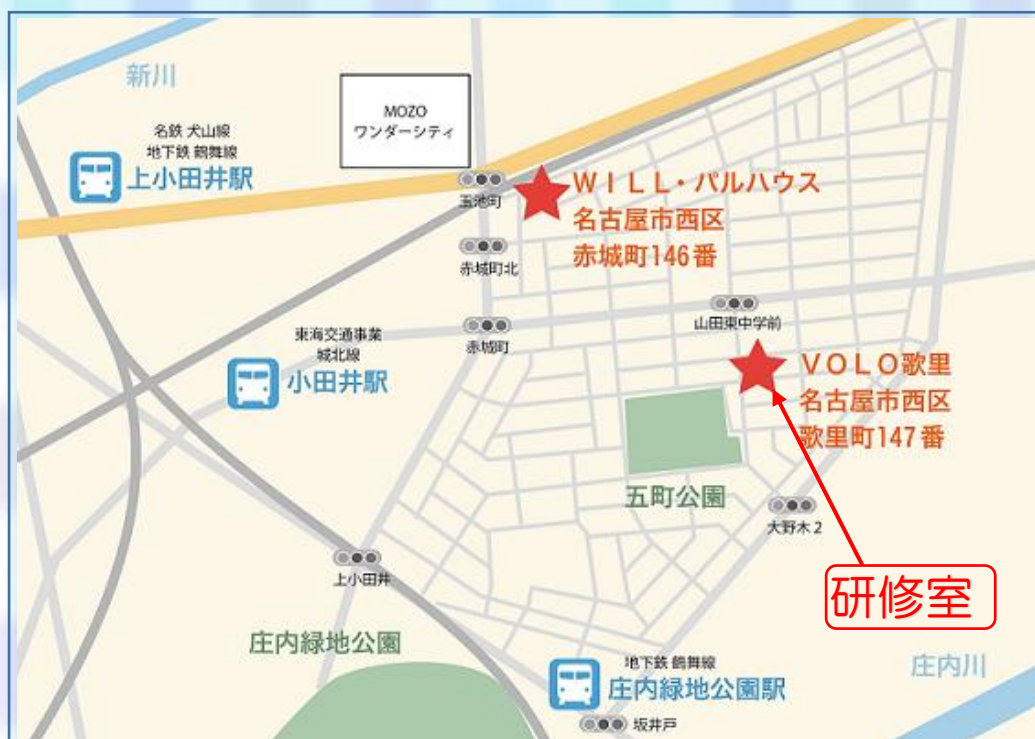 新川
MOZO
ワンダーシティ
名鉄 犬山線
地下鉄 鶴舞線
上小田井駅
玉池町
WILL・パルハウス
名古屋市西区
赤城町146番
赤城町北
山田東中学前
東海交通事業
城北線
小田井駅
赤城町
VOLO歌里
名古屋市西区
歌里町147番
五町公園
大野木2
上小田井
研修室
庄内緑地公園
地下鉄 鶴舞線
庄内緑地公園駅
庄内川
坂井戸